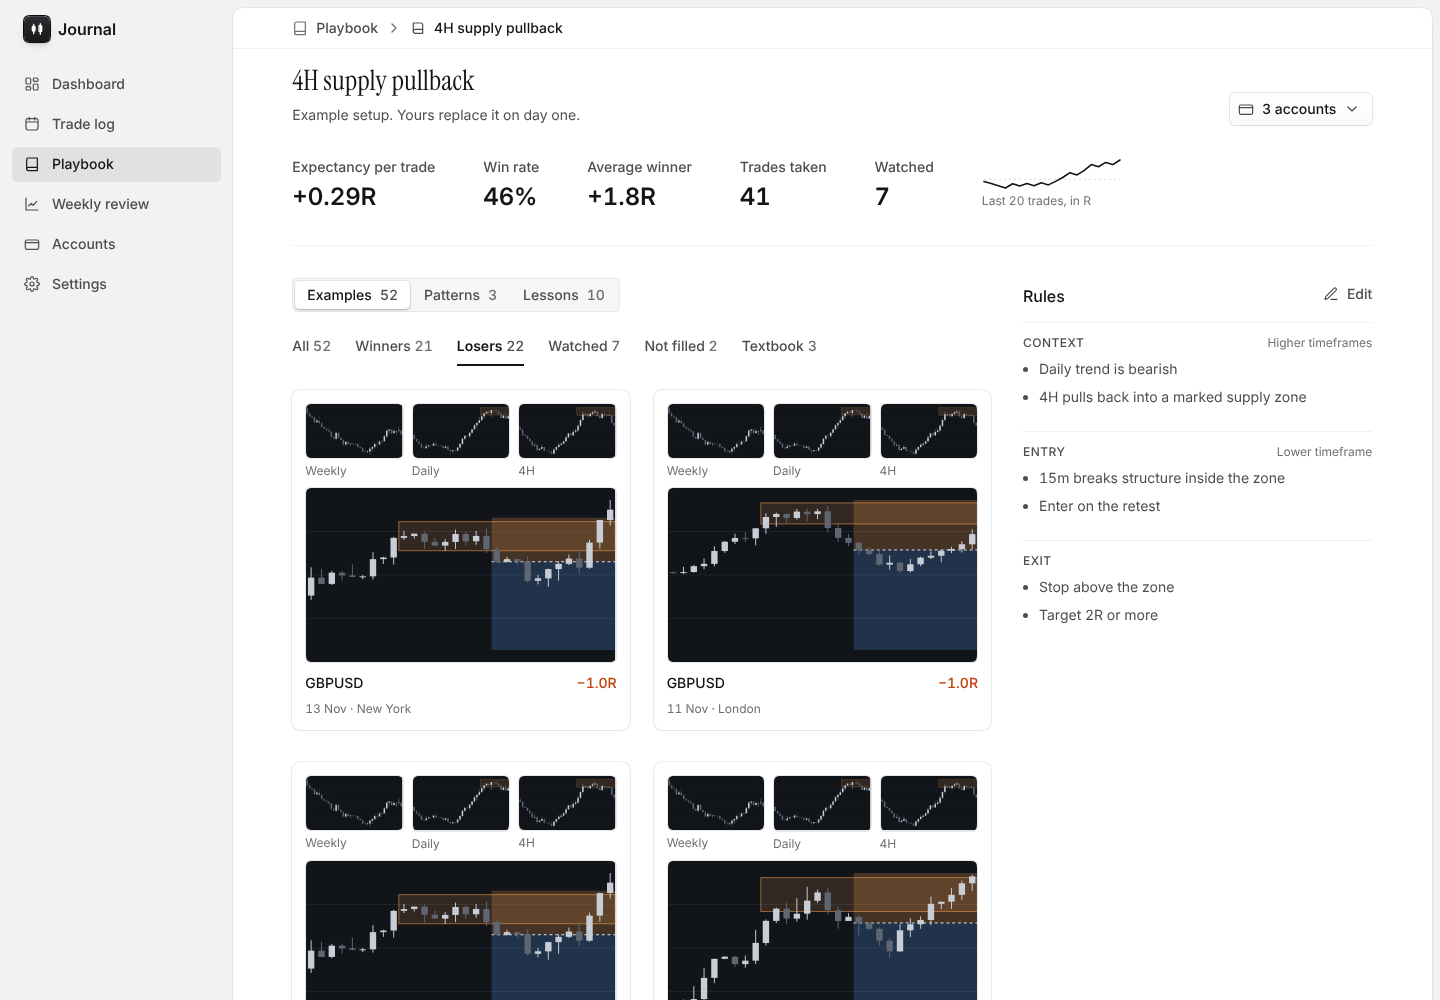 Journal
Dashboard
Trade log
Playbook
Weekly review
Accounts
Settings
Playbook
4H supply pullback
4H supply pullback
Example setup. Yours replace it on day one.
3 accounts
Expectancy per trade
+0.29R
Win rate
46%
Average winner
+1.8R
Trades taken
41
Watched
7
Last 20 trades, in R
Examples 52
Patterns 3
Lessons 10
All 52
Winners 21
Losers 22
Watched 7
Not filled 2
Textbook 3
Weekly
Daily
4H
GBPUSD
−1.0R
13 Nov · New York
Weekly
Daily
4H
GBPUSD
−1.0R
11 Nov · London
Weekly
Daily
4H
Weekly
Daily
4H
Rules
Edit
CONTEXT
Higher timeframes
• Daily trend is bearish
• 4H pulls back into a marked supply zone
ENTRY
Lower timeframe
• 15m breaks structure inside the zone
• Enter on the retest
EXIT
• Stop above the zone
• Target 2R or more